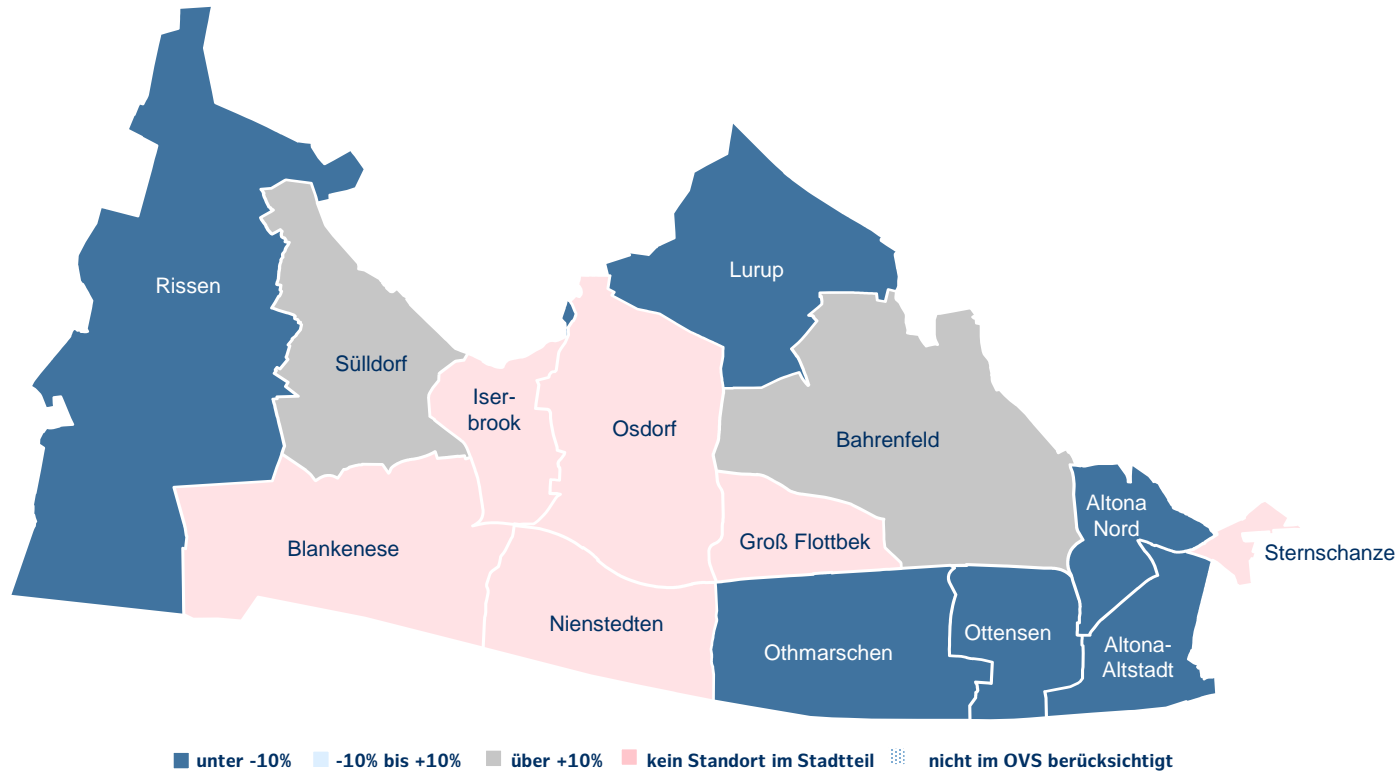 Rissen
Lurup
Sülldorf
Iser-
brook
Osdorf
Bahrenfeld
Altona
Nord
Groß Flottbek
Blankenese
Sternschanze
Nienstedten
Ottensen
Othmarschen
Altona-
Altstadt
unter -10% -10% bis +10% über +10% kein Standort im Stadtteil nicht im OVS berücksichtigt